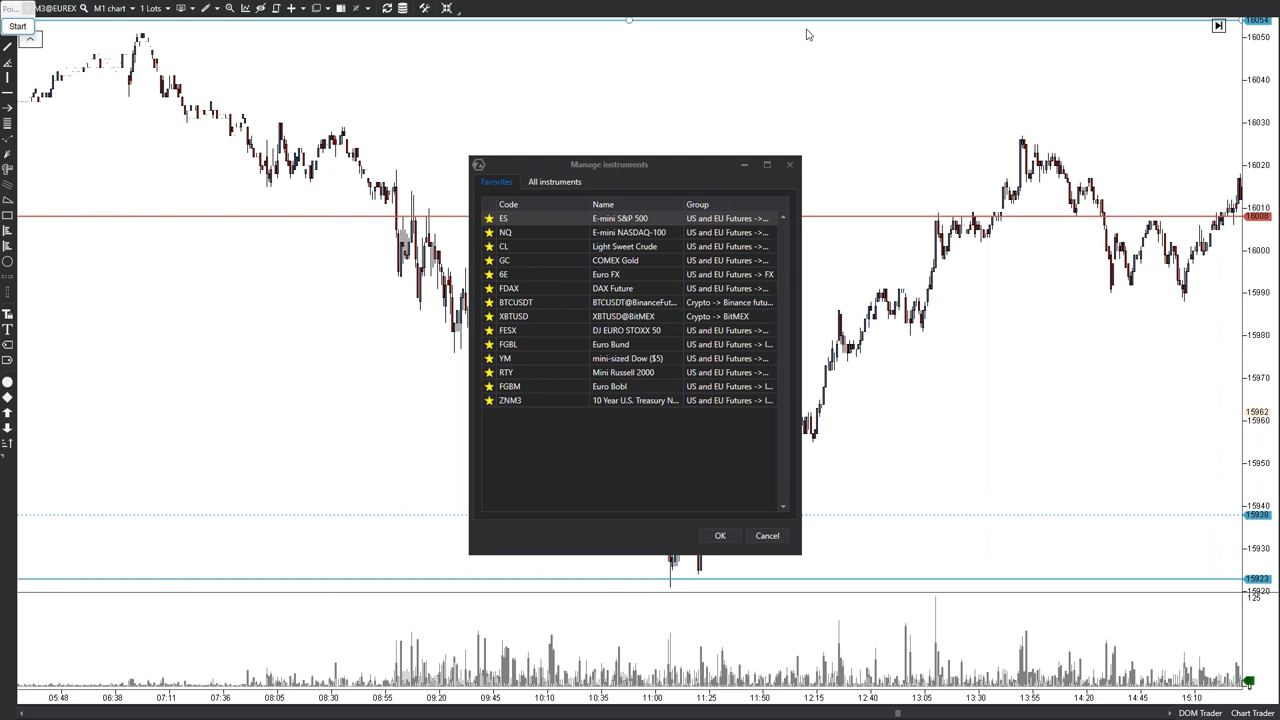 Poi...
M3@EUREX
M1 chart
1 Lots
Start
16054
16050
16040
16030
16020
16010
16008
16000
15990
15980
15970
15962
15960
15950
15940
15938
15930
15923
15920
125
Manage instruments
Favorites
All instruments
Code Name Group
ES E-mini S&P 500 US and EU Futures ->...
NQ E-mini NASDAQ-100 US and EU Futures ->...
CL Light Sweet Crude US and EU Futures ->...
GC COMEX Gold US and EU Futures ->...
6E Euro FX US and EU Futures -> FX
FDAX DAX Future US and EU Futures ->...
BTCUSDT BTCUSDT@BinanceFut... Crypto -> Binance futu...
XBTUSD XBTUSD@BitMEX Crypto -> BitMEX
FESX DJ EURO STOXX 50 US and EU Futures ->...
FGBL Euro Bund US and EU Futures -> I...
YM mini-sized Dow ($5) US and EU Futures ->...
RTY Mini Russell 2000 US and EU Futures ->...
FGBM Euro Bobl US and EU Futures -> I...
ZNM3 10 Year U.S. Treasury N... US and EU Futures -> I...
OK
Cancel
05:48 06:38 07:11 07:36 08:05 08:30 08:55 09:20 09:45 10:10 10:35 11:00 11:25 11:50 12:15 12:40 13:05 13:30 13:55 14:20 14:45 15:10
DOM Trader
Chart Trader